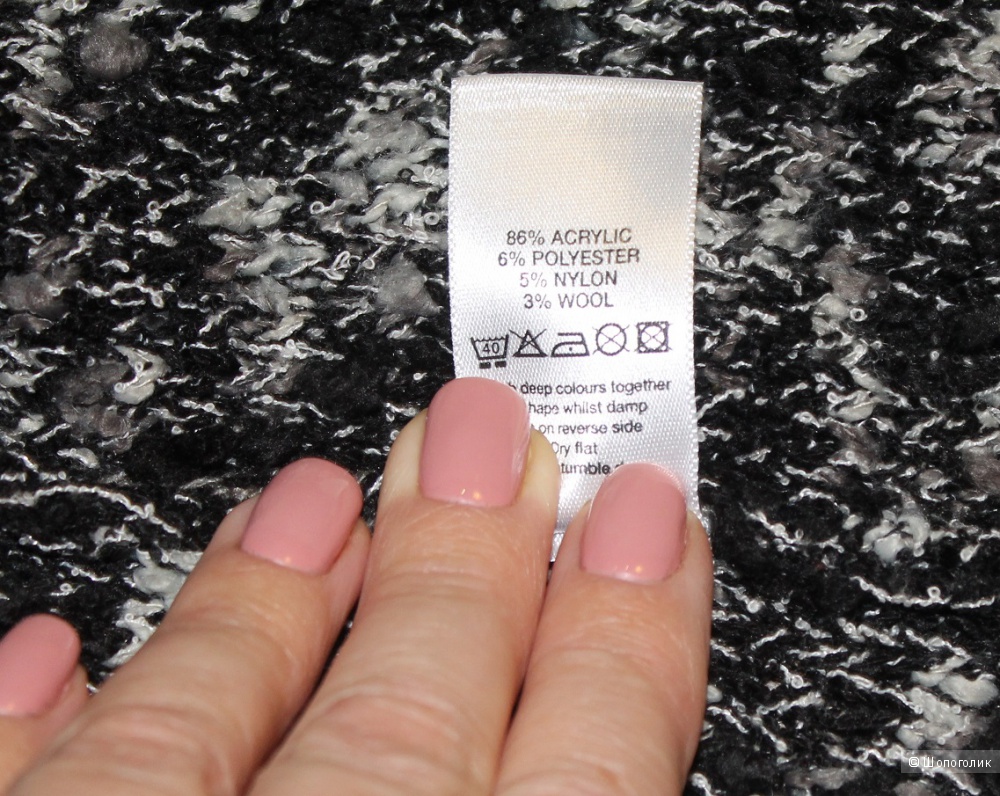 86% ACRYLIC
6% POLYESTER
5% NYLON
3% WOOL
40
deep colours together
whilst damp
on reverse side
flat
tumble
© Шопоголик